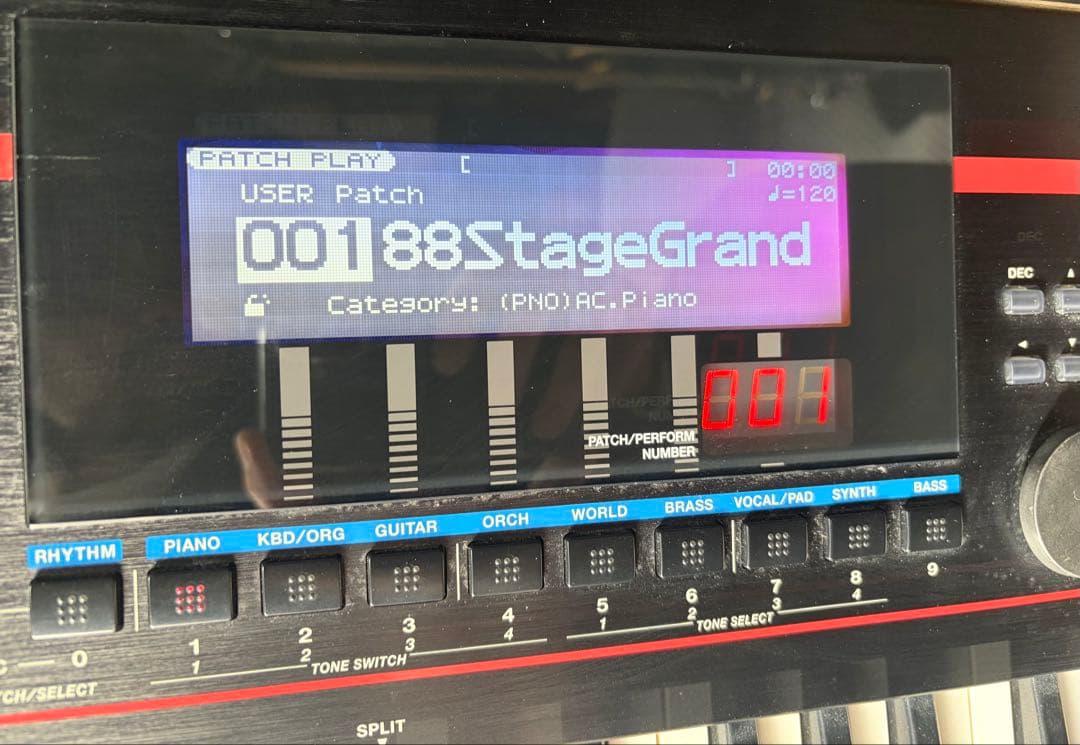 PATCH PLAY [ ] 00:00
USER Patch ♩=120
001 88StageGrand
Category: (PNO)AC.Piano
001
PATCH/PERFORM
NUMBER
DEC
RHYTHM PIANO KBD/ORG GUITAR ORCH WORLD BRASS VOCAL/PAD SYNTH BASS
0 1 2 3 4 5 6 7 8 9
1 2 3 4 1 2 3 4
TONE SWITCH TONE SELECT
CH/SELECT
SPLIT